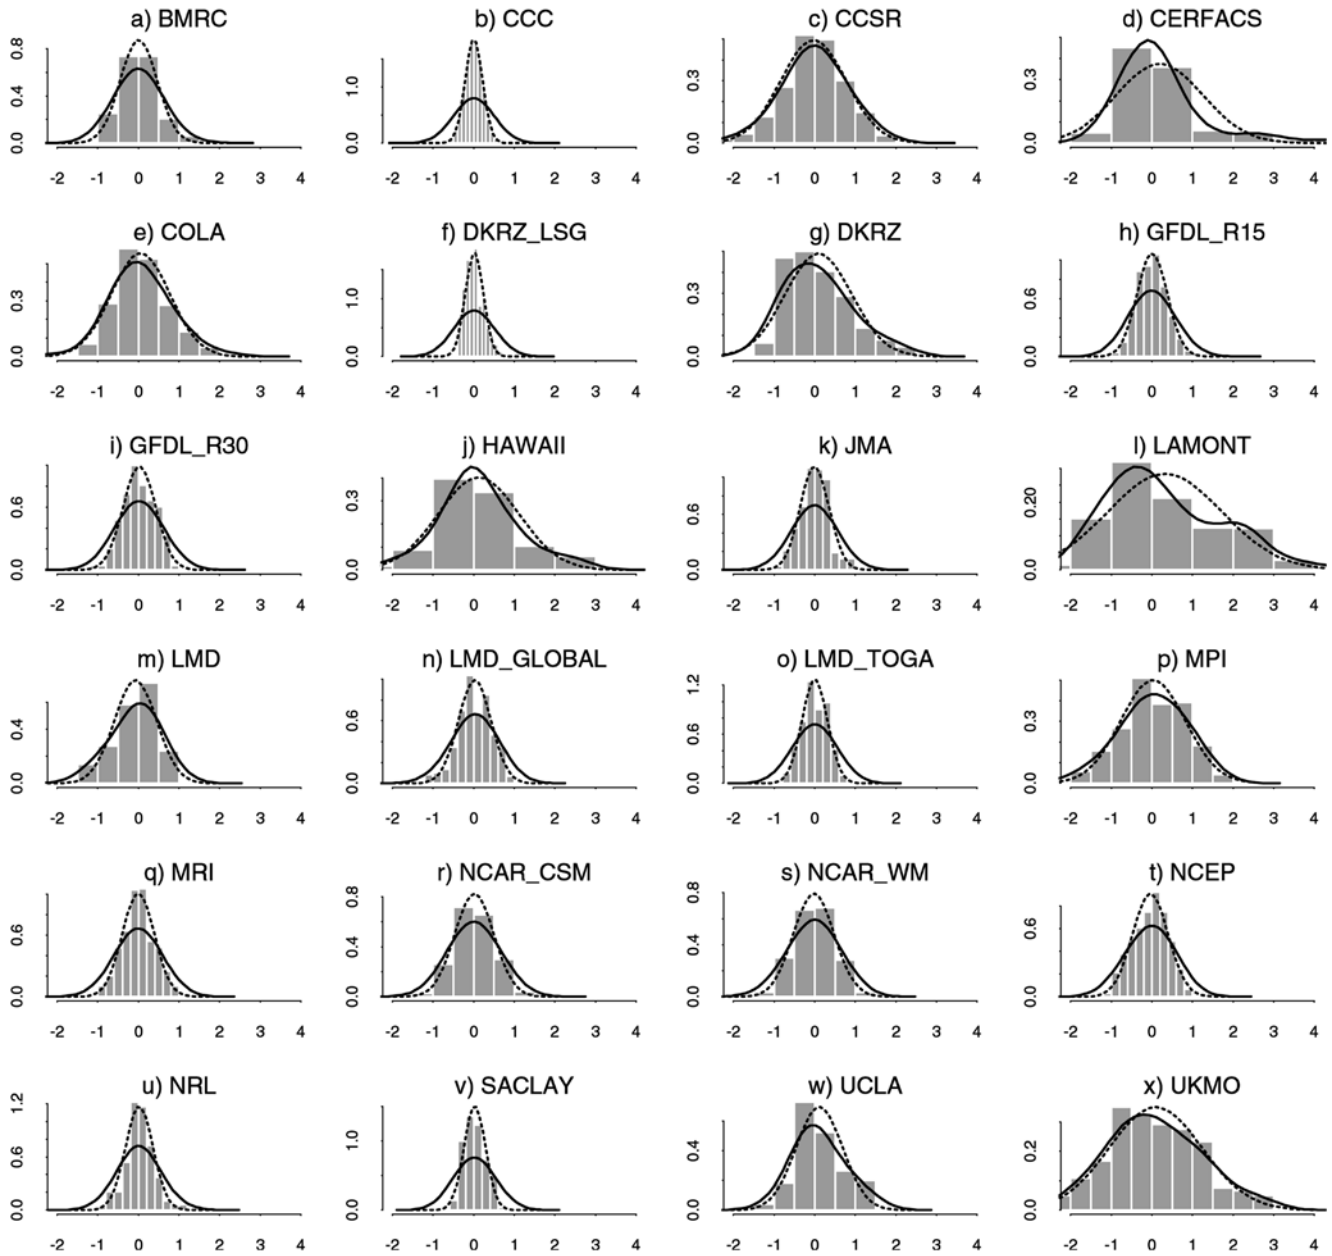 a) BMRC
0.0 0.4 0.8
-2 -1 0 1 2 3 4
b) CCC
0.0 1.0
-2 -1 0 1 2 3 4
c) CCSR
0.0 0.3
-2 -1 0 1 2 3 4
d) CERFACS
0.0 0.3
-2 -1 0 1 2 3 4
e) COLA
0.0 0.3
-2 -1 0 1 2 3 4
f) DKRZ_LSG
0.0 1.0
-2 -1 0 1 2 3 4
g) DKRZ
0.0 0.3
-2 -1 0 1 2 3 4
h) GFDL_R15
0.0 0.6
-2 -1 0 1 2 3 4
i) GFDL_R30
0.0 0.6
-2 -1 0 1 2 3 4
j) HAWAII
0.0 0.3
-2 -1 0 1 2 3 4
k) JMA
0.0 0.6
-2 -1 0 1 2 3 4
l) LAMONT
0.0 0.20
-2 -1 0 1 2 3 4
m) LMD
0.0 0.4
-2 -1 0 1 2 3 4
n) LMD_GLOBAL
0.0 0.6
-2 -1 0 1 2 3 4
o) LMD_TOGA
0.0 0.6 1.2
-2 -1 0 1 2 3 4
p) MPI
0.0 0.3
-2 -1 0 1 2 3 4
q) MRI
0.0 0.6
-2 -1 0 1 2 3 4
r) NCAR_CSM
0.0 0.4 0.8
-2 -1 0 1 2 3 4
s) NCAR_WM
0.0 0.4 0.8
-2 -1 0 1 2 3 4
t) NCEP
0.0 0.6
-2 -1 0 1 2 3 4
u) NRL
0.0 0.6 1.2
-2 -1 0 1 2 3 4
v) SACLAY
0.0 1.0
-2 -1 0 1 2 3 4
w) UCLA
0.0 0.4
-2 -1 0 1 2 3 4
x) UKMO
0.0 0.2
-2 -1 0 1 2 3 4